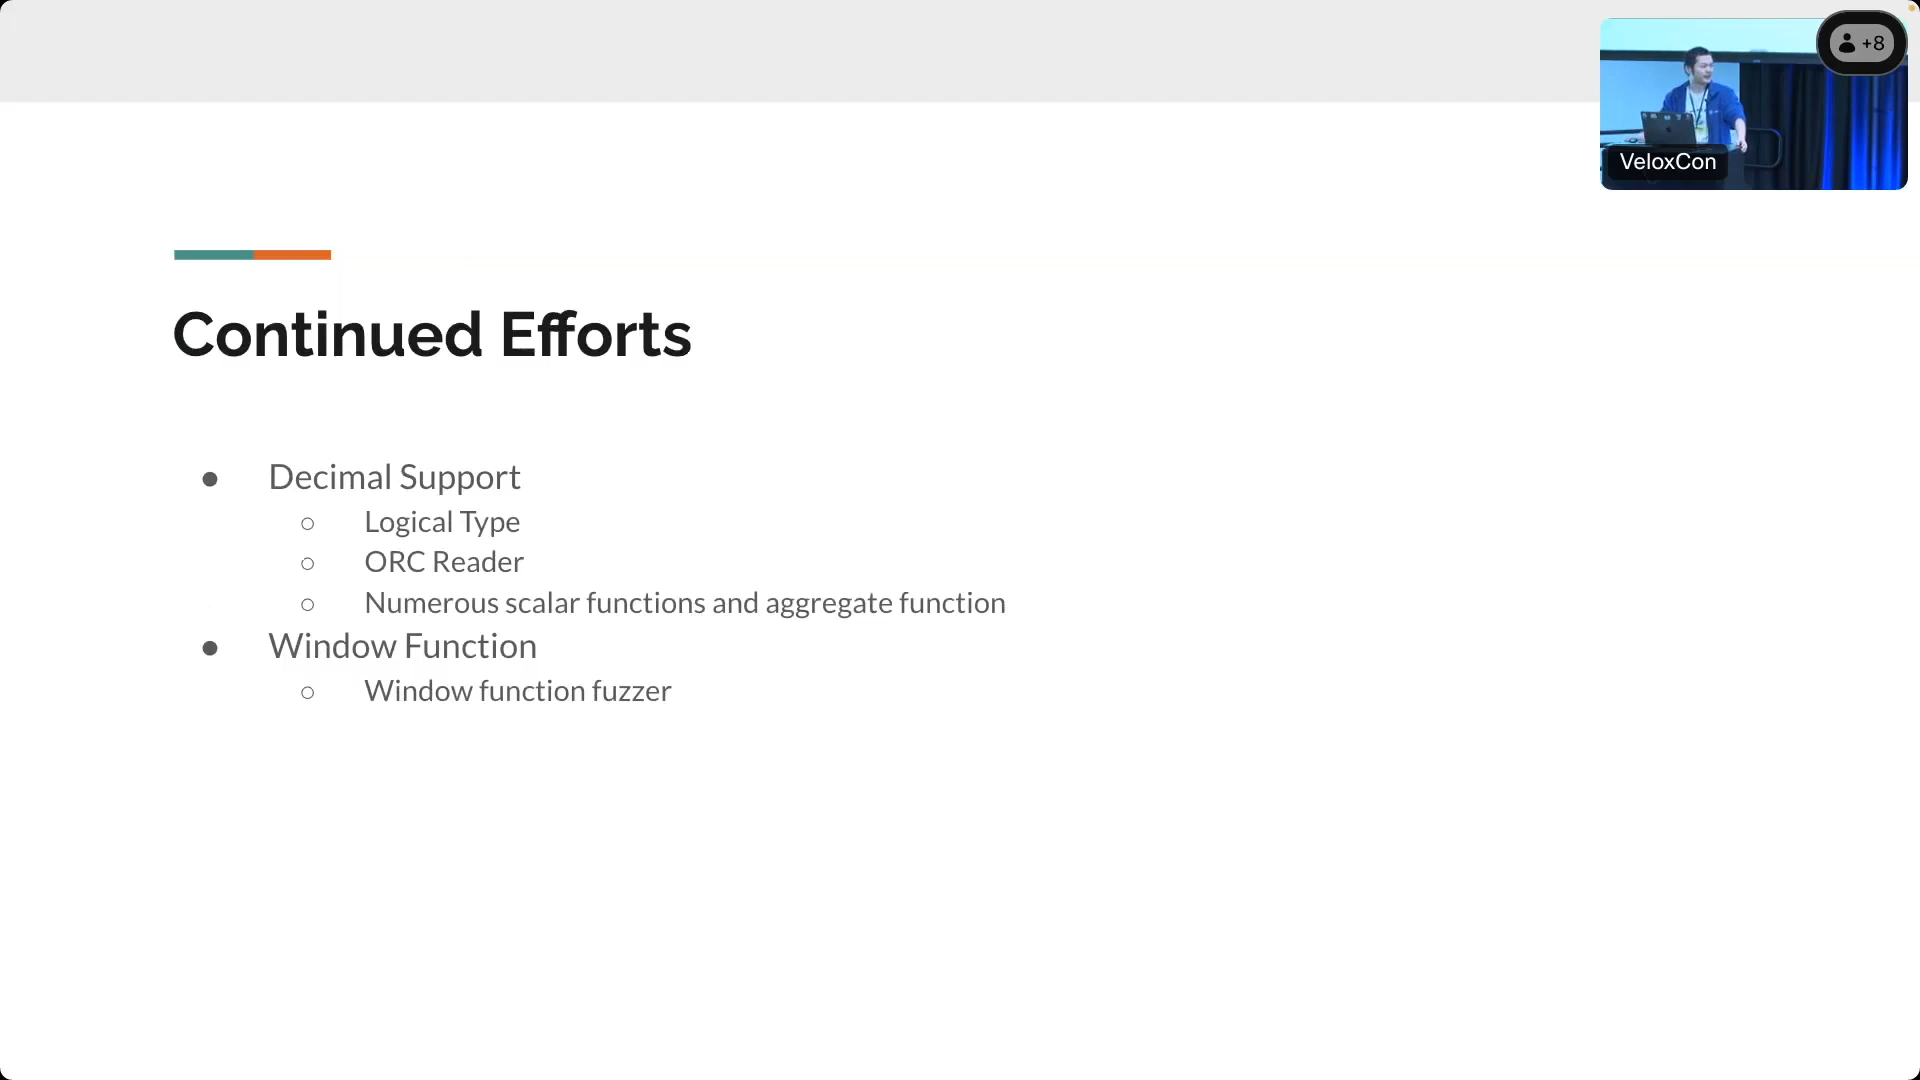 +8
VeloxCon
Continued Efforts
● Decimal Support
○ Logical Type
○ ORC Reader
○ Numerous scalar functions and aggregate function
● Window Function
○ Window function fuzzer